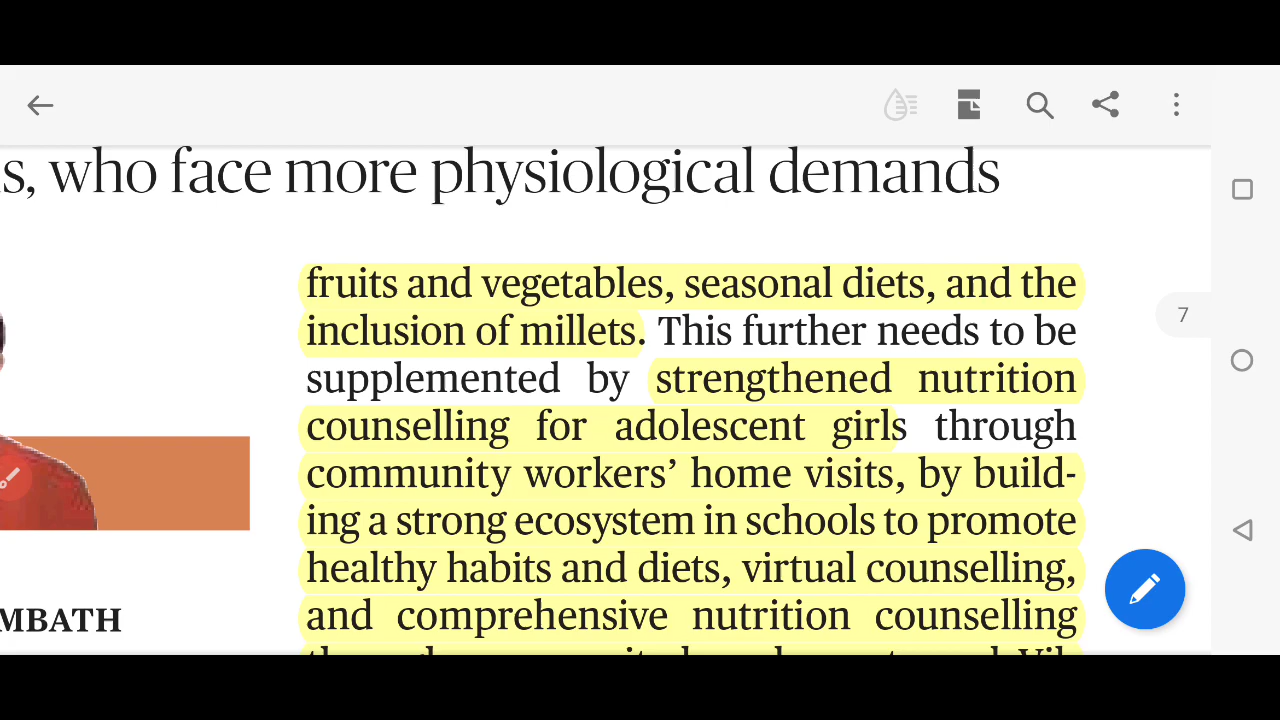 s, who face more physiological demands
fruits and vegetables, seasonal diets, and the
inclusion of millets. This further needs to be
supplemented by strengthened nutrition
counselling for adolescent girls through
community workers’ home visits, by build-
ing a strong ecosystem in schools to promote
healthy habits and diets, virtual counselling,
and comprehensive nutrition counselling
MBATH
7